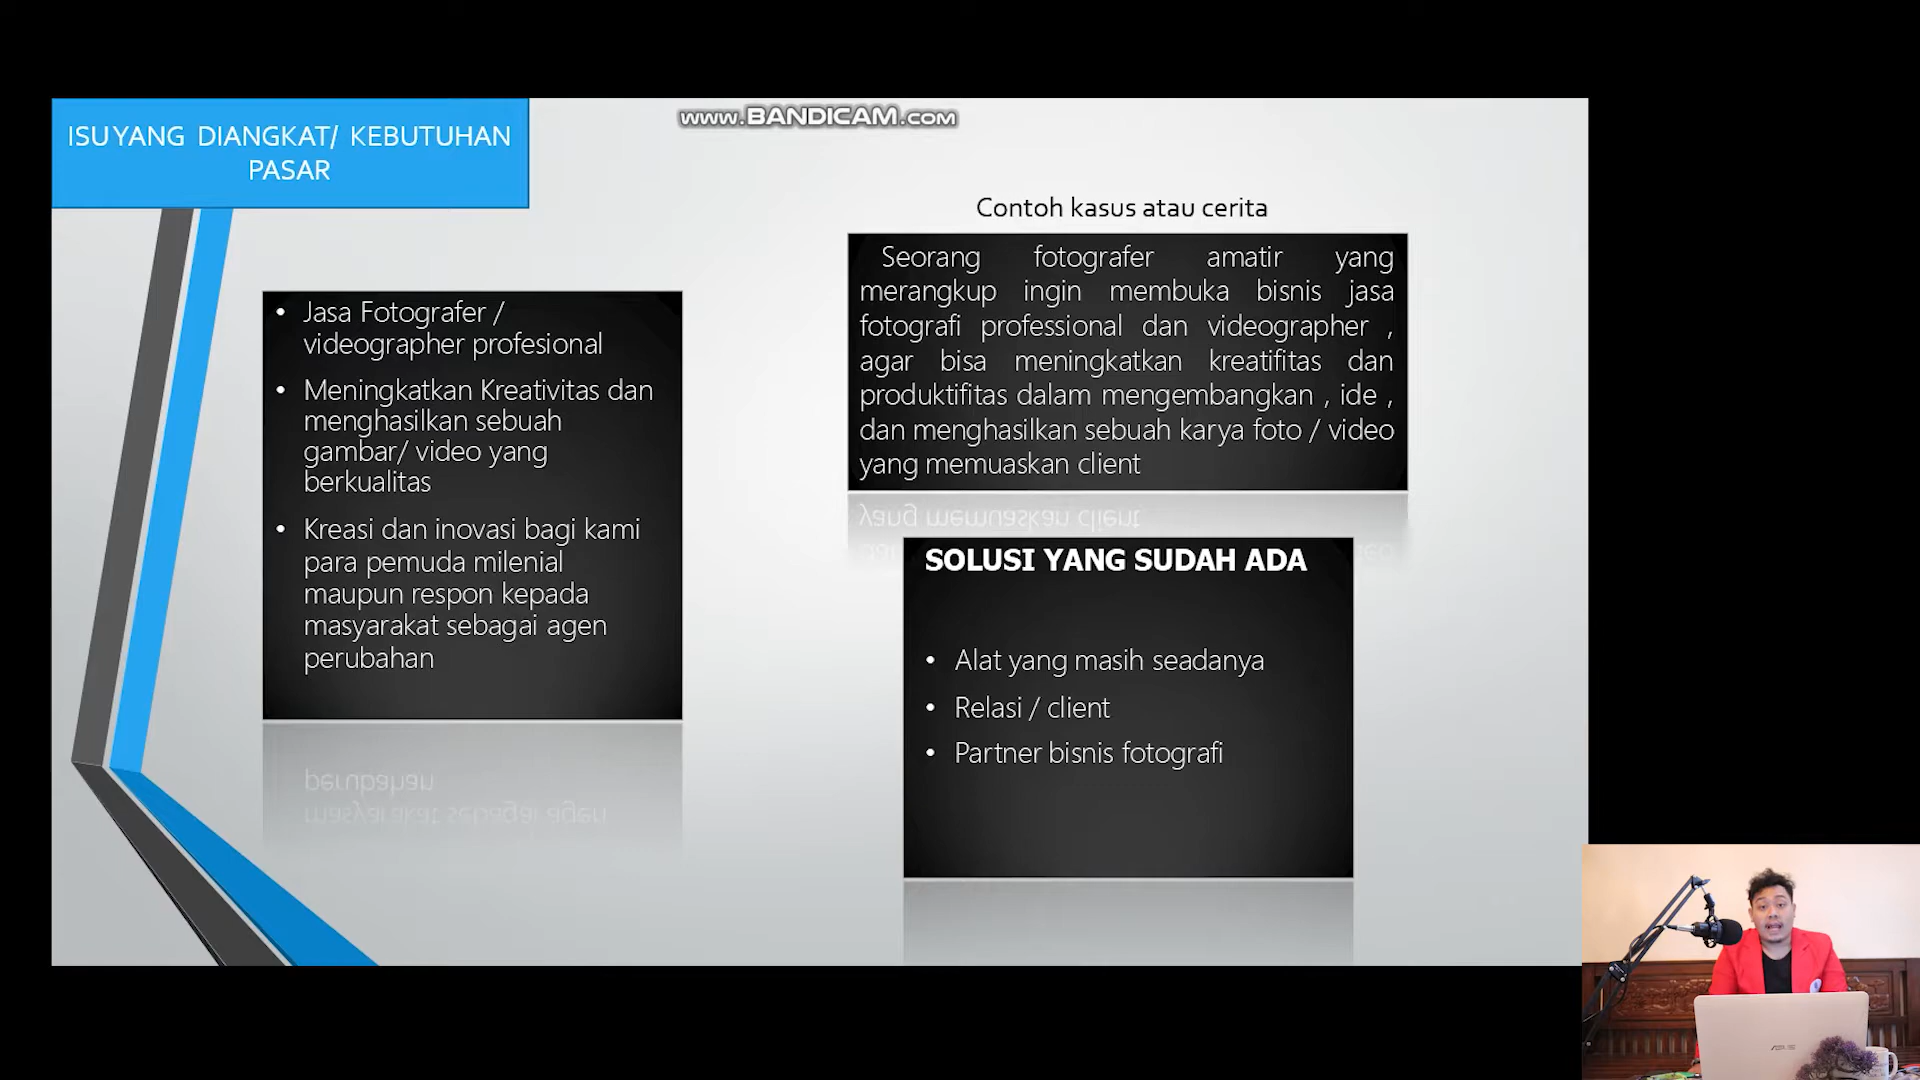 www.BANDICAM.com
ISU YANG DIANGKAT/ KEBUTUHAN
PASAR
• Jasa Fotografer /
videographer profesional
• Meningkatkan Kreativitas dan
menghasilkan sebuah
gambar/ video yang
berkualitas
• Kreasi dan inovasi bagi kami
para pemuda milenial
maupun respon kepada
masyarakat sebagai agen
perubahan
Contoh kasus atau cerita
Seorang fotografer amatir yang
merangkup ingin membuka bisnis jasa
fotografi professional dan videographer ,
agar bisa meningkatkan kreatifitas dan
produktifitas dalam mengembangkan , ide ,
dan menghasilkan sebuah karya foto / video
yang memuaskan client
SOLUSI YANG SUDAH ADA
• Alat yang masih seadanya
• Relasi / client
• Partner bisnis fotografi
ASUS